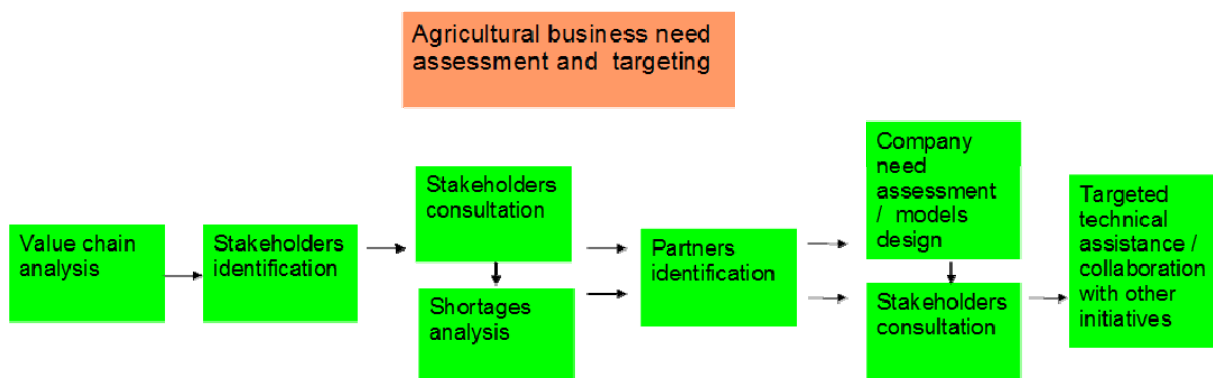 Agricultural business need
assessment and targeting
Value chain
analysis
Stakeholders
identification
Stakeholders
consultation
Shortages
analysis
Partners
identification
Company
need
assessment
/ models
design
Stakeholders
consultation
Targeted
technical
assistance /
collaboration
with other
initiatives